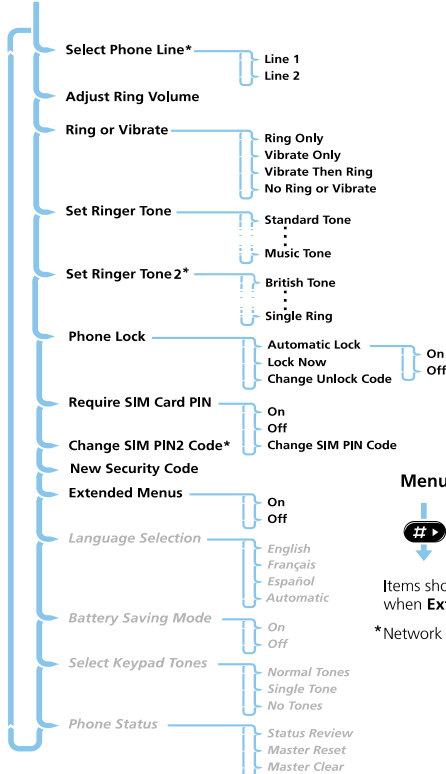 Select Phone Line*
Line 1
Line 2
Adjust Ring Volume
Ring or Vibrate
Ring Only
Vibrate Only
Vibrate Then Ring
No Ring or Vibrate
Set Ringer Tone
Standard Tone
Music Tone
Set Ringer Tone2*
British Tone
Single Ring
Phone Lock
Automatic Lock
On
Off
Lock Now
Change Unlock Code
Require SIM Card PIN
On
Off
Change SIM PIN Code
Change SIM PIN2 Code*
New Security Code
Extended Menus
On
Off
Language Selection
English
Français
Español
Automatic
Battery Saving Mode
On
Off
Select Keypad Tones
Normal Tones
Single Tone
No Tones
Phone Status
Status Review
Master Reset
Master Clear
Menu
#
Items
when
*Network